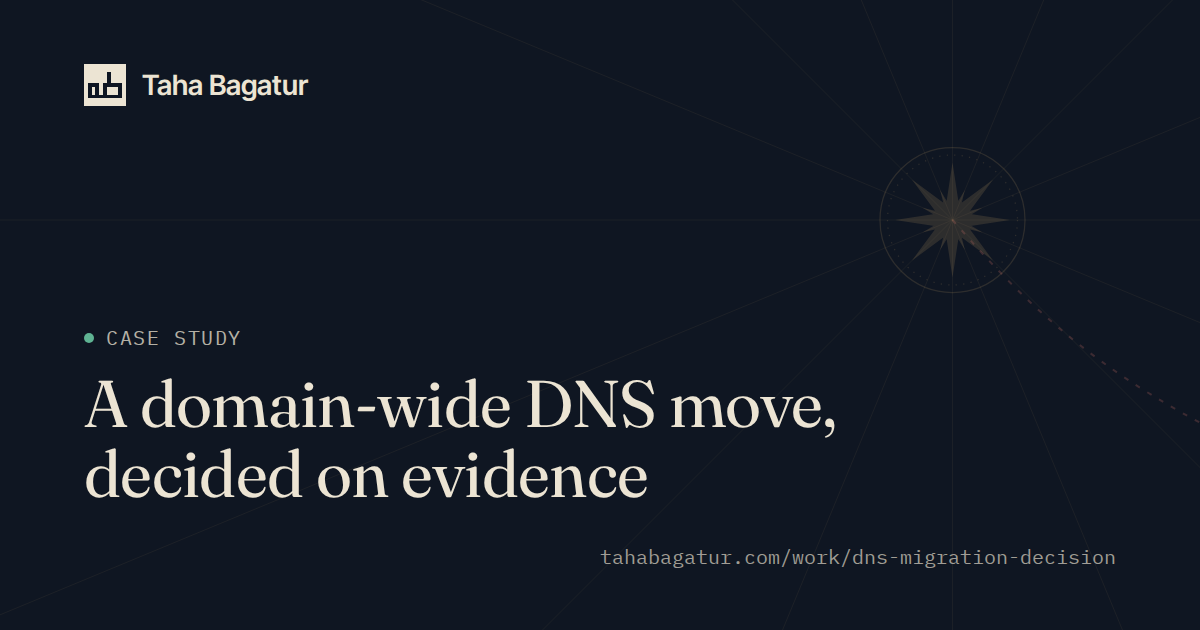 Taha Bagatur
CASE STUDY
A domain-wide DNS move,
decided on evidence
tahabagatur.com/work/dns-migration-decision